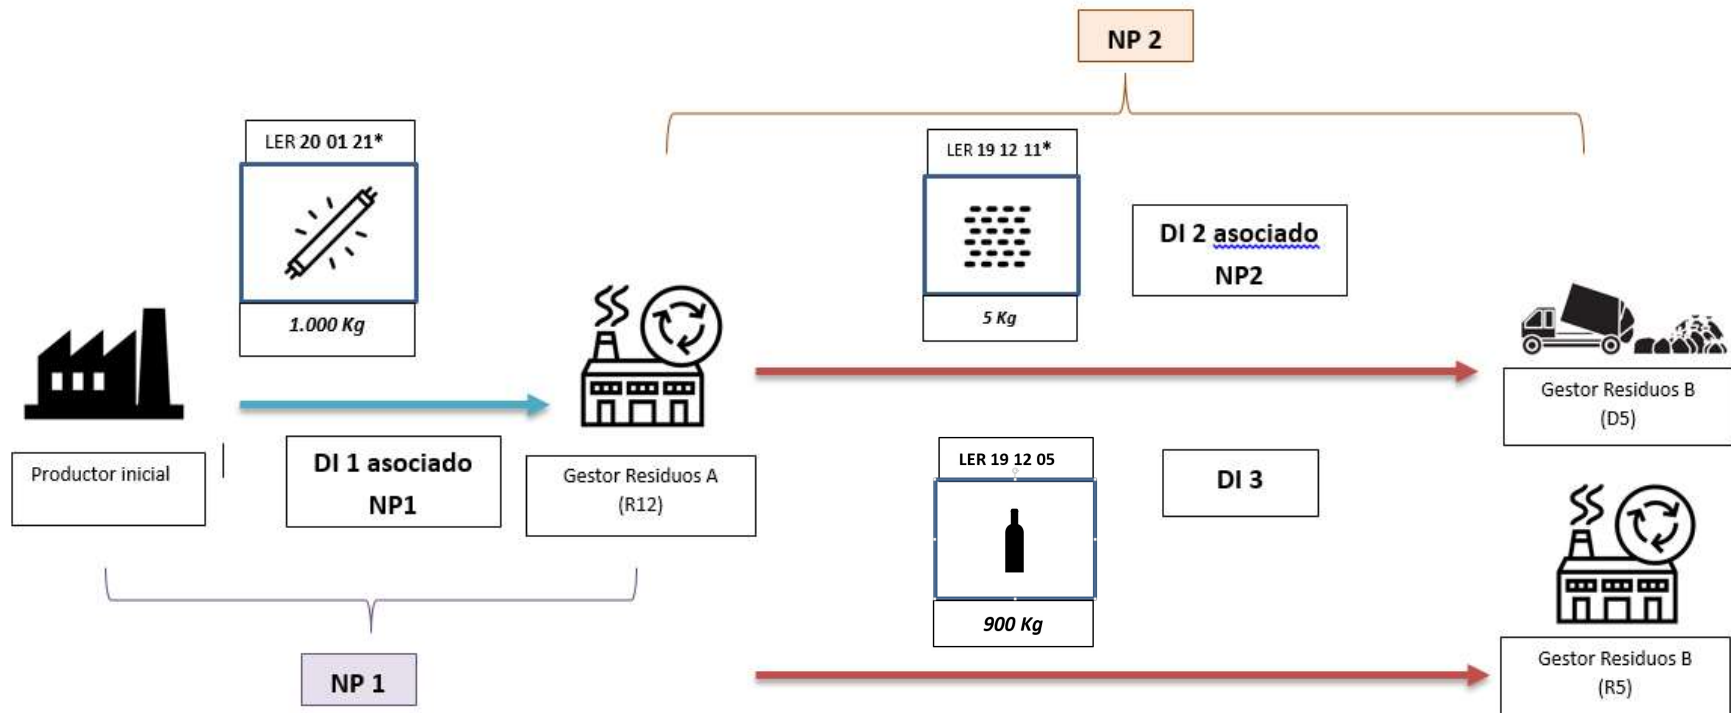 NP 2
LER 20 01 21*
1.000 Kg
LER 19 12 11*
5 Kg
DI 2 asociado
NP2
Productor inicial
DI 1 asociado
NP1
Gestor Residuos A
(R12)
Gestor Residuos B
(D5)
LER 19 12 05
900 Kg
DI 3
Gestor Residuos B
(R5)
NP 1